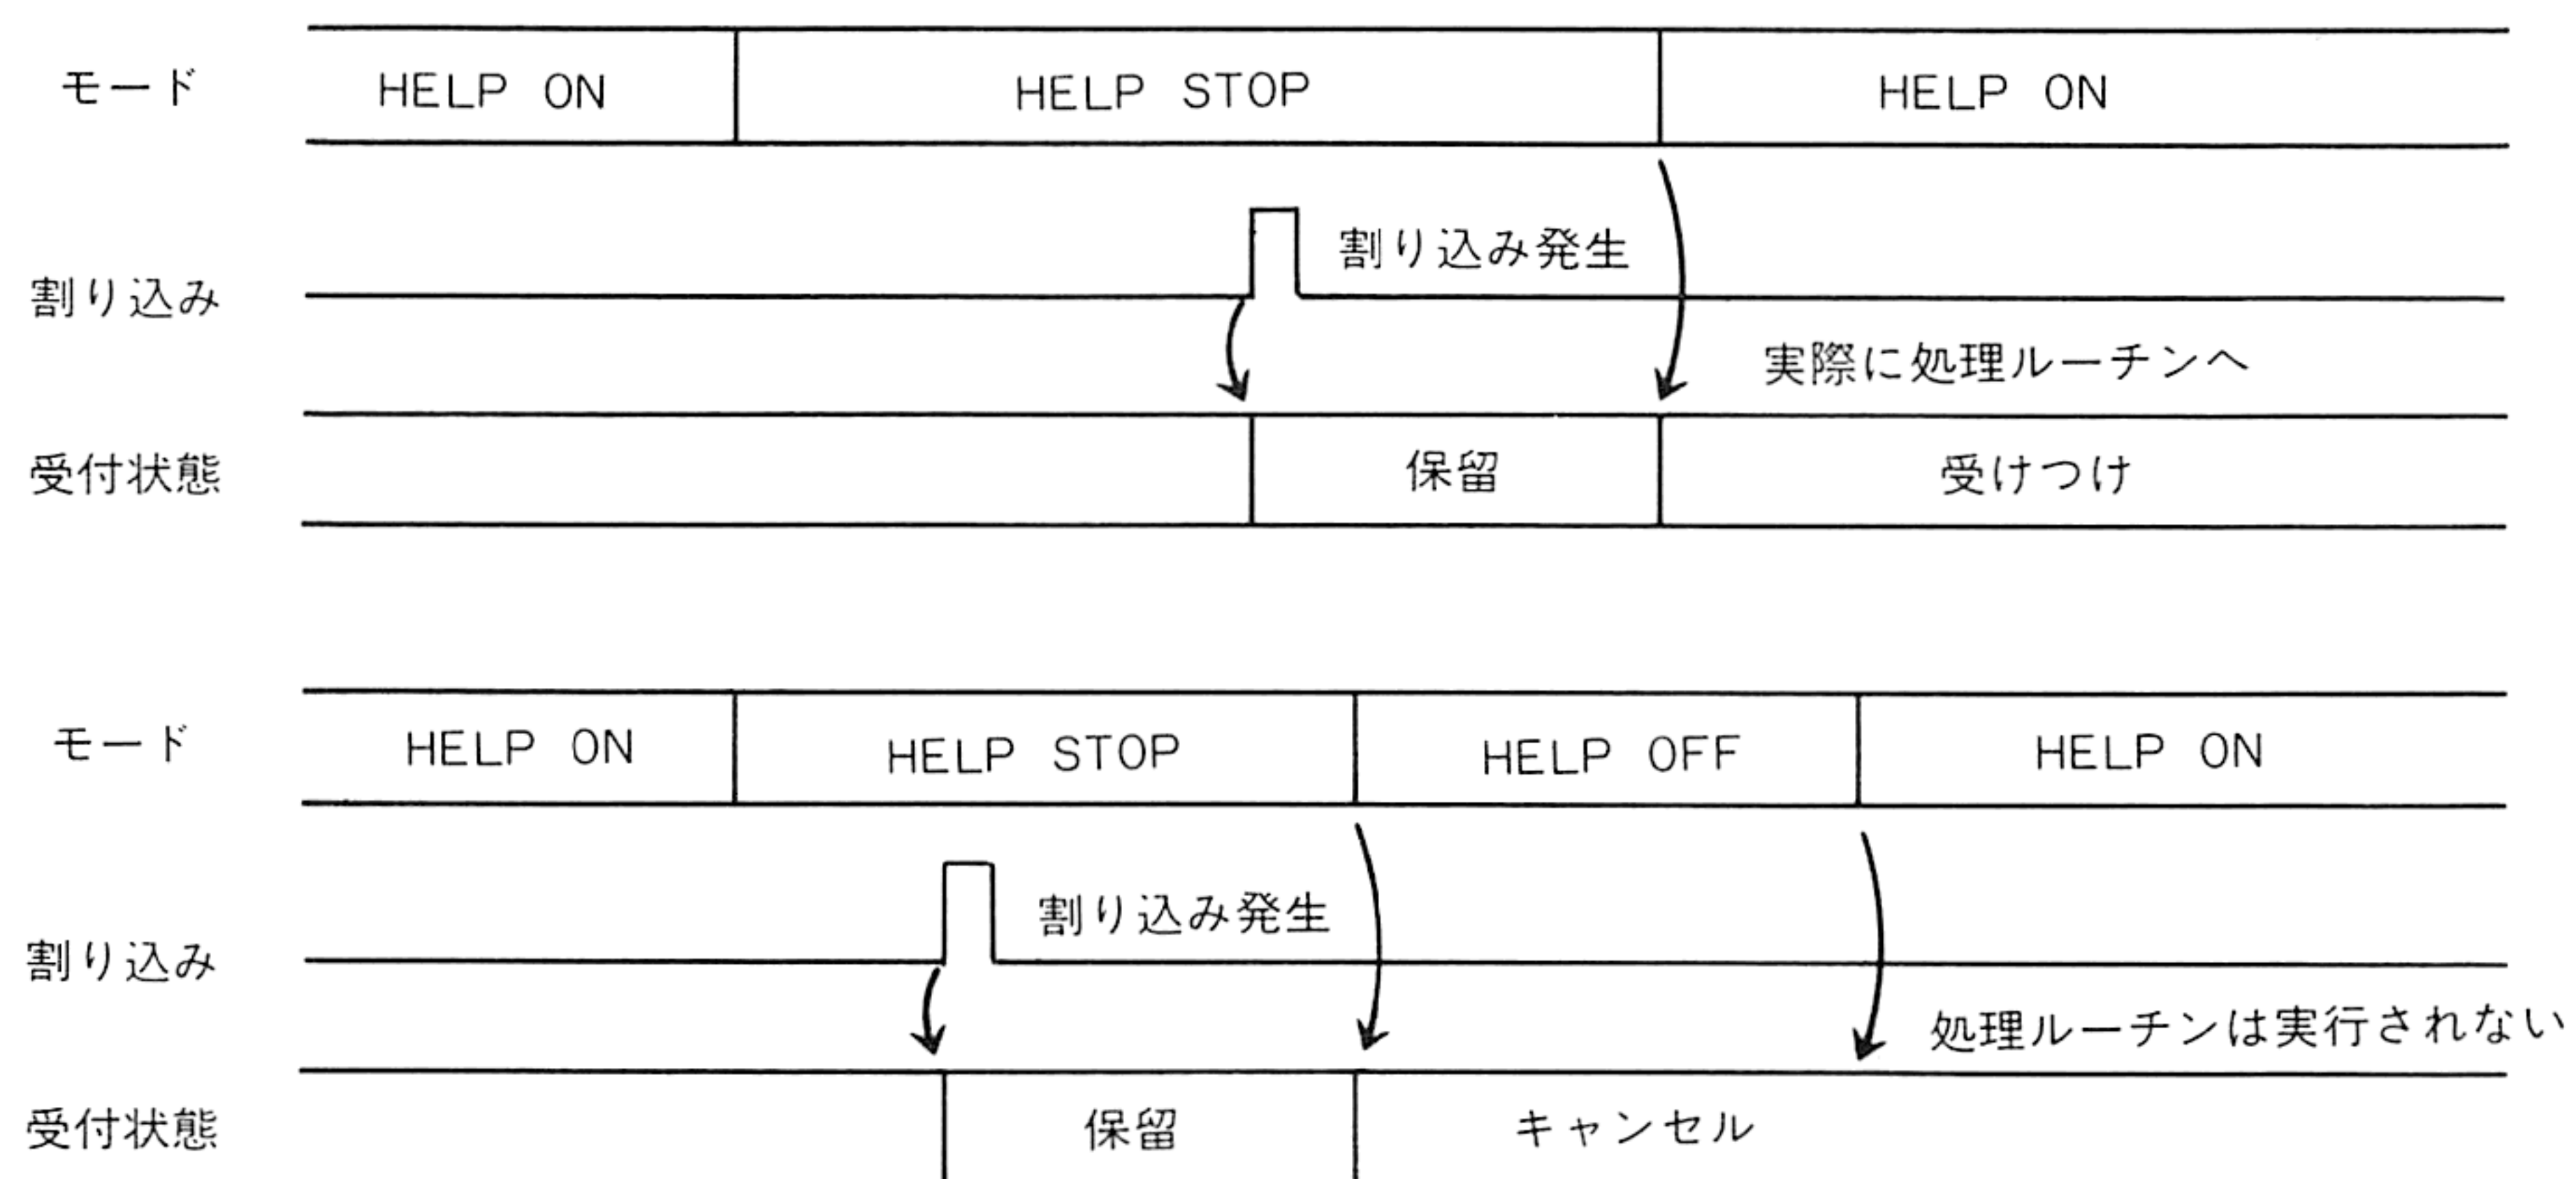 モード HELP ON HELP STOP HELP ON
割り込み発生
割り込み
実際に処理ルーチンへ
受付状態 保留 受けつけ
モード HELP ON HELP STOP HELP OFF HELP ON
割り込み発生
割り込み
処理ルーチンは実行されない
受付状態 保留 キャンセル